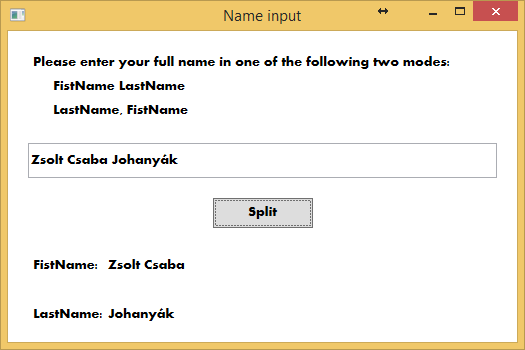 Name input
Please enter your full name in one of the following two modes:
FistName LastName
LastName, FistName
Zsolt Csaba Johanyák
Split
FistName: Zsolt Csaba
LastName: Johanyák